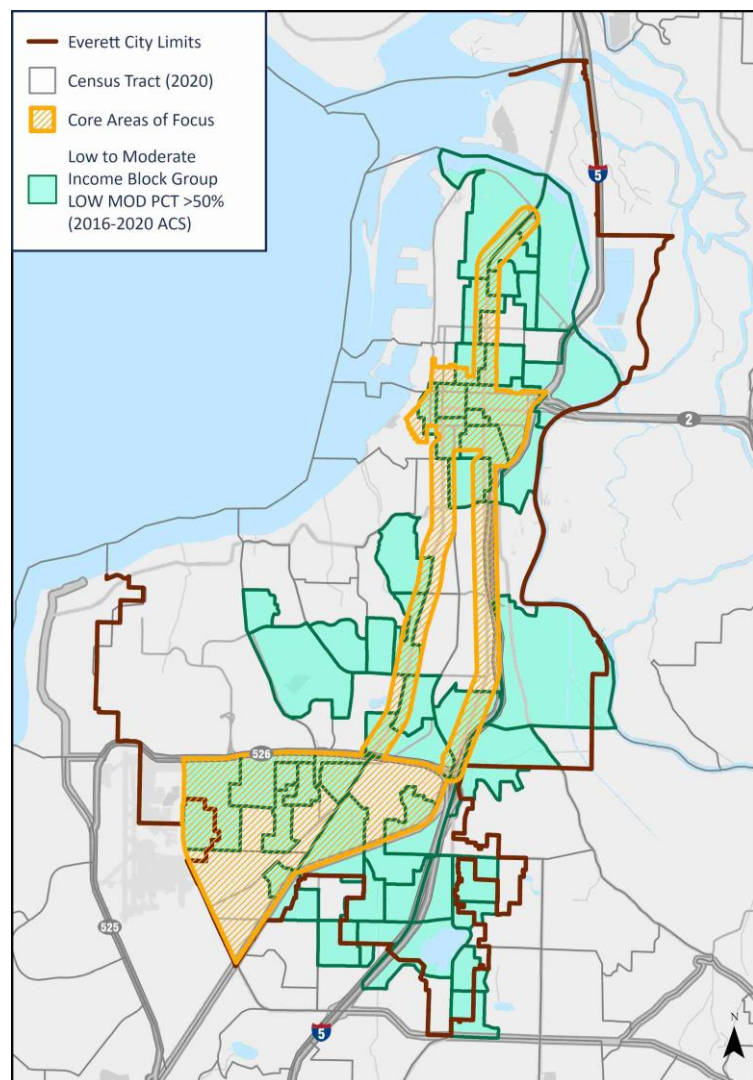 Everett City Limits
Census Tract (2020)
Core Areas of Focus
Low to Moderate
Income Block Group
LOW MOD PCT >50%
(2016-2020 ACS)
5
2
526
525
5
N